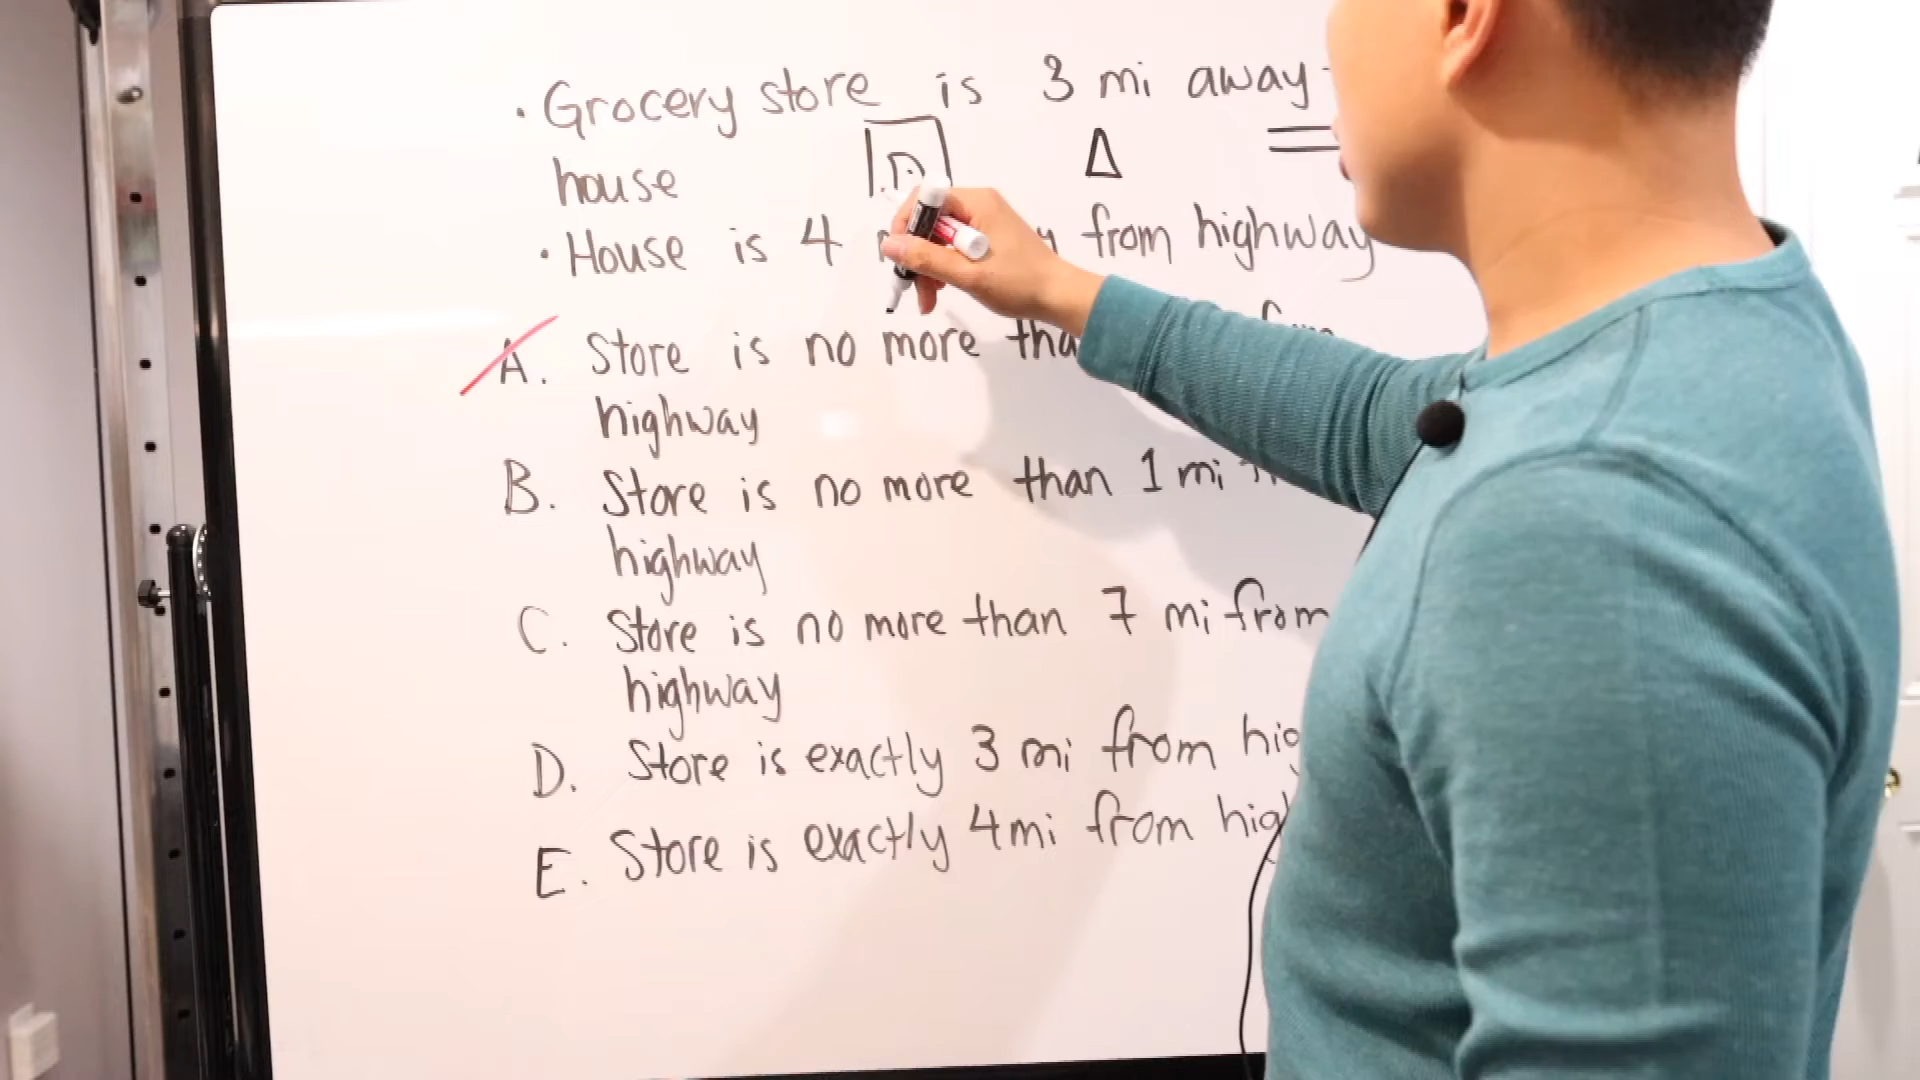 · Grocery store is 3 mi away
house
· House is 4 from highway
A. Store is no more
highway
B. Store is no more than 1 mi
highway
C. Store is no more than 7 mi from
highway
D. Store is exactly 3 mi from
E. Store is exactly 4 mi from